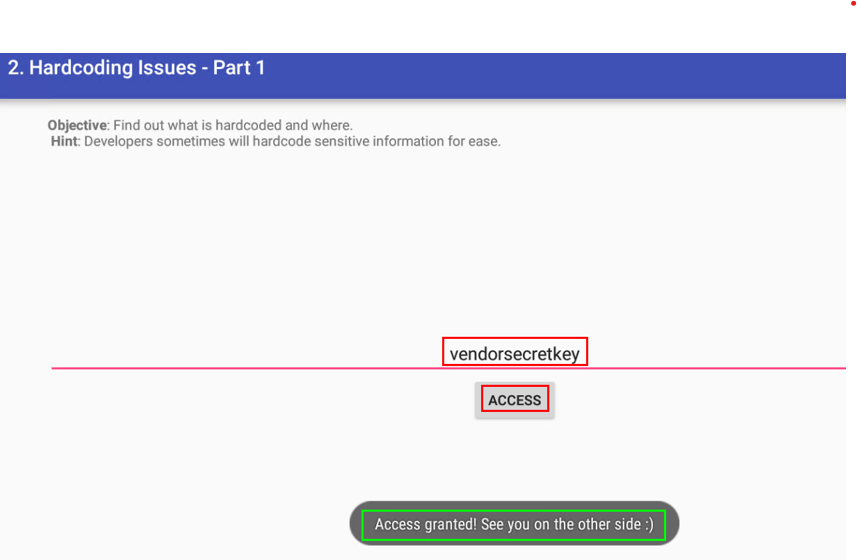 2. Hardcoding Issues - Part 1
Objective: Find out what is hardcoded and where.
Hint: Developers sometimes will hardcode sensitive information for ease.
vendorsecretkey
ACCESS
Access granted! See you on the other side :)